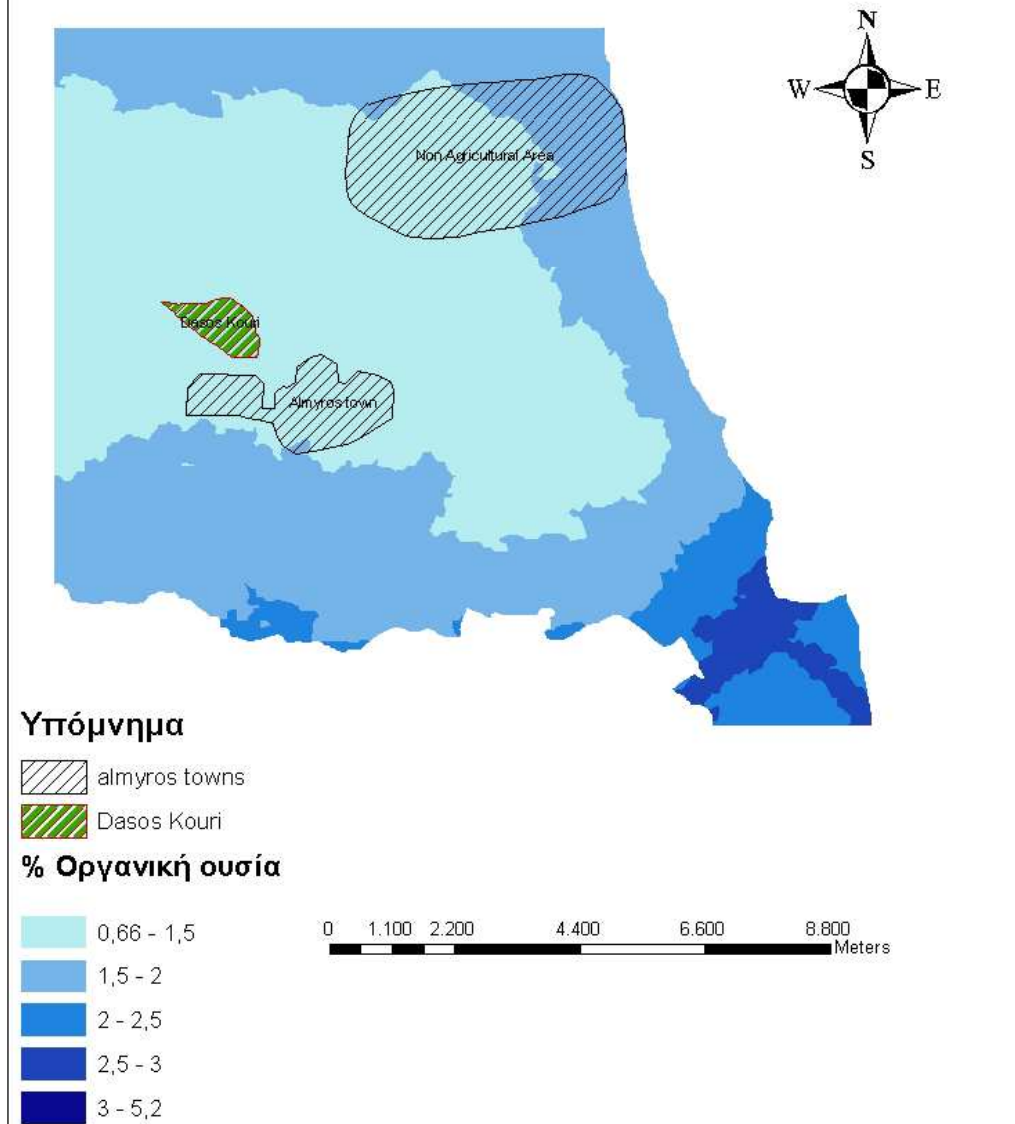 N
W E
S
Non Agricultural Area
Dasos Kouri
Almyros town
Υπόμνημα
almyros towns
Dasos Kouri
% Οργανική ουσία
0,66 - 1,5
1,5 - 2
2 - 2,5
2,5 - 3
3 - 5,2
0 1.100 2.200 4.400 6.600 8.800
Meters